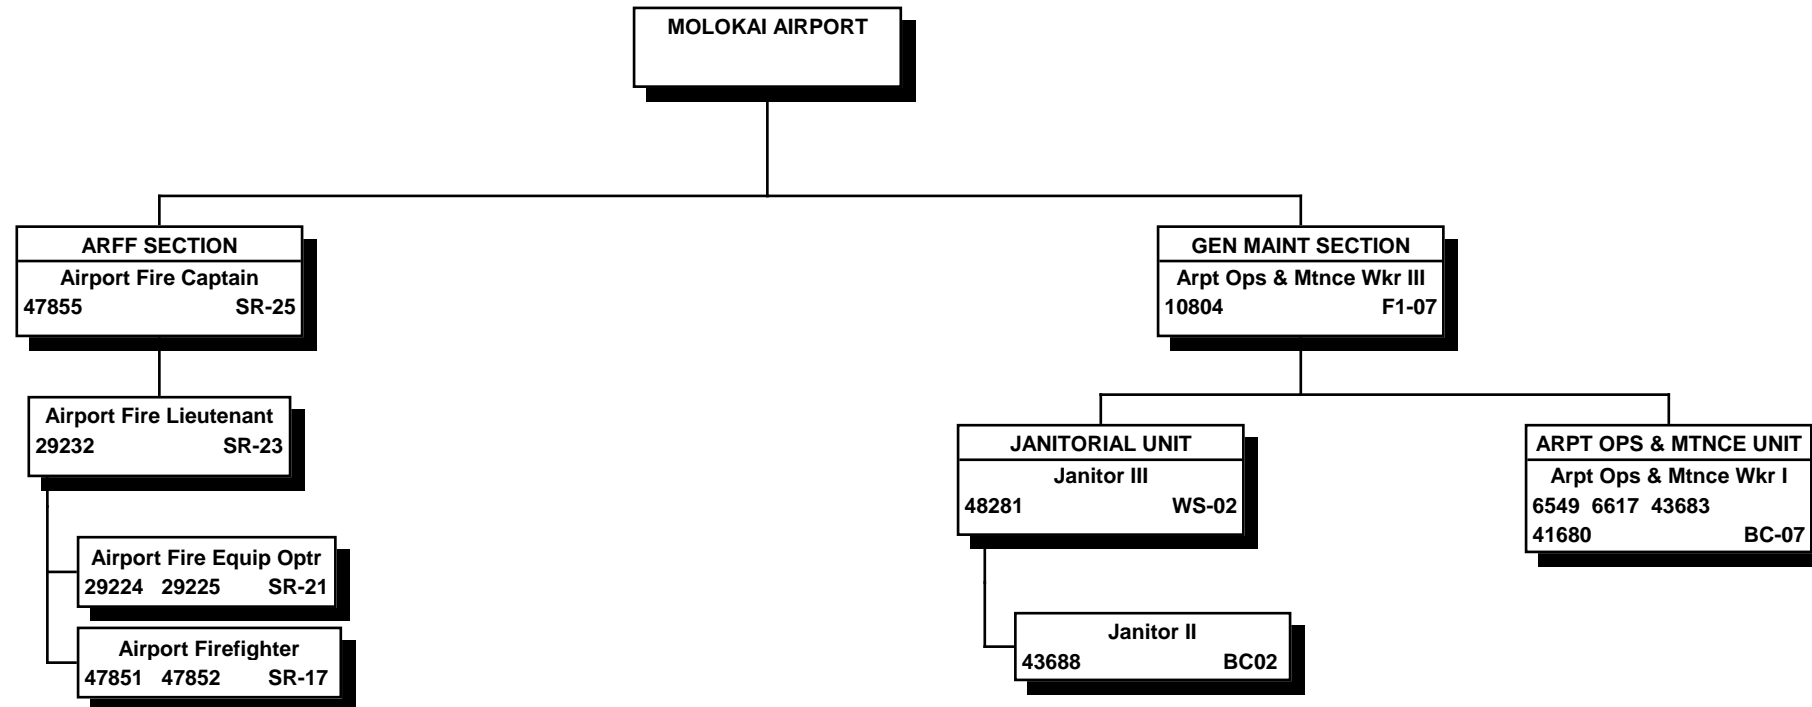 MOLOKAI AIRPORT
ARFF SECTION
Airport Fire Captain
47855 SR-25
GEN MAINT SECTION
Arpt Ops & Mtnce Wkr III
10804 F1-07
Airport Fire Lieutenant
29232 SR-23
Airport Fire Equip Optr
29224 29225 SR-21
Airport Firefighter
47851 47852 SR-17
JANITORIAL UNIT
Janitor III
48281 WS-02
Janitor II
43688 BC02
ARPT OPS & MTNCE UNIT
Arpt Ops & Mtnce Wkr I
6549 6617 43683
41680 BC-07